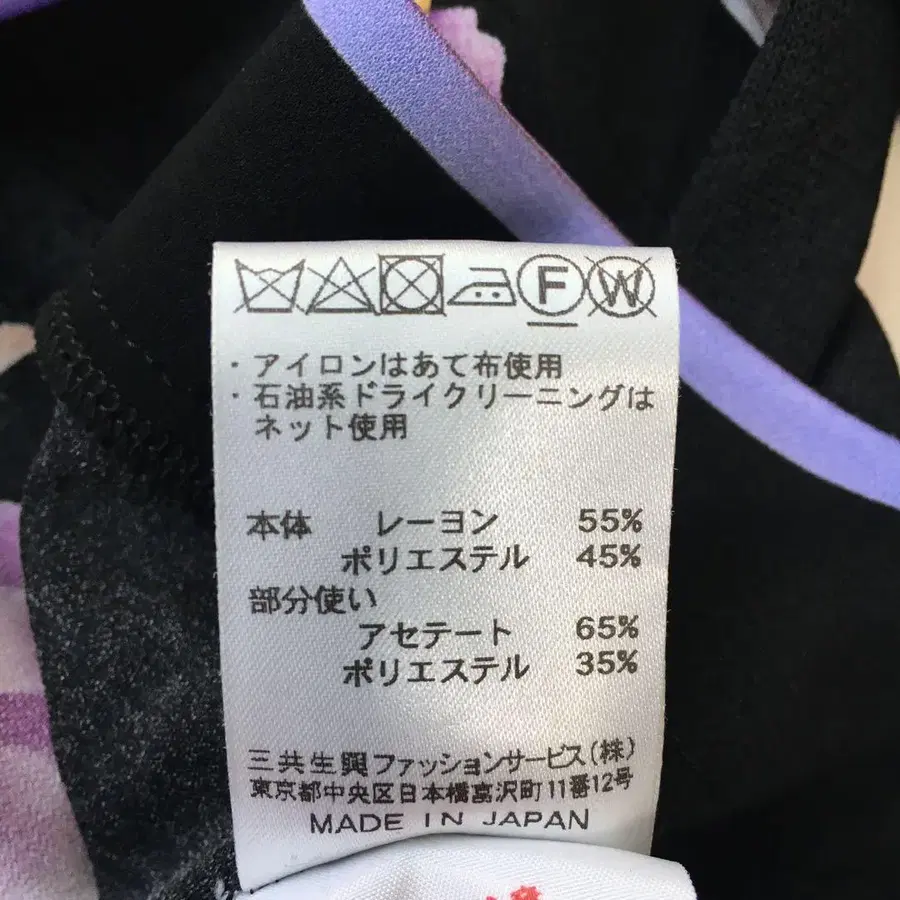 F W
・アイロンはあて布使用
・石油系ドライクリーニングは
ネット使用
本体 レーヨン 55%
ポリエステル 45%
部分使い
アセテート 65%
ポリエステル 35%
三共生興ファッションサービス(株)
東京都中央区日本橋富沢町11番12号
MADE IN JAPAN